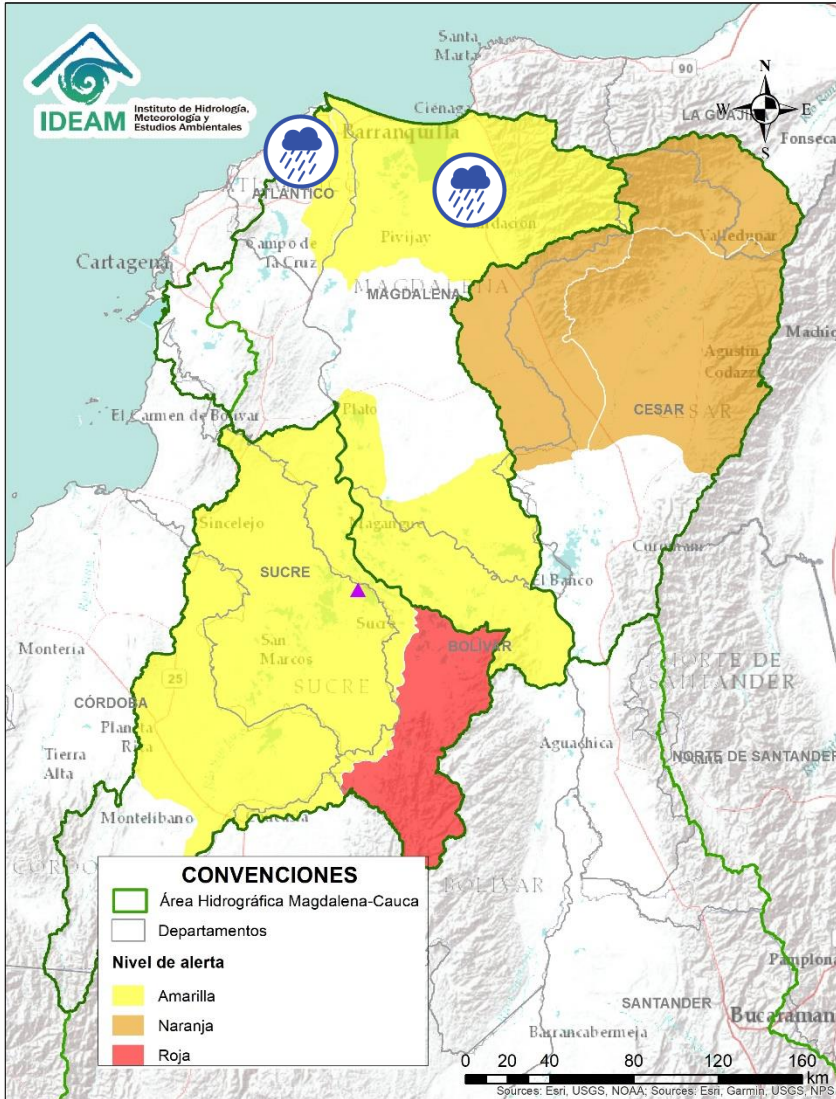 IDEAM
Instituto de Hidrología,
Meteorología y
Estudios Ambientales
Santa
Marta
90
N
W
E
S
LA GUAJI
Fonseca
Ciénaga
Barranquilla
ATLÁNTICO
Campo de
la Cruz
Pivijay
Valledupar
Cartagena
MAGDALENA
MAGDALENA
Agustín
Codazzi
CESAR
CESAR
El Carmen de Bolívar
Plato
Sincelejo
Magangué
SUCRE
El Banco
Sucre
BOLÍVAR
Montería
San
Marcos
SUCRE
25
CÓRDOBA
Planeta
Rica
NORTE DE
SANTANDER
Tierra
Alta
Aguachica
NORTE DE SANTANDER
Montelíbano
BOLÍVAR
CONVENCIONES
Área Hidrográfica Magdalena-Cauca
Departamentos
Nivel de alerta
Amarilla
Naranja
Roja
Pamplona
SANTANDER
Bucaraman
Barrancabermeja
0 20 40 80 120 160
km
Sources: Esri, USGS, NOAA; Sources: Esri, Garmin, USGS, NPS